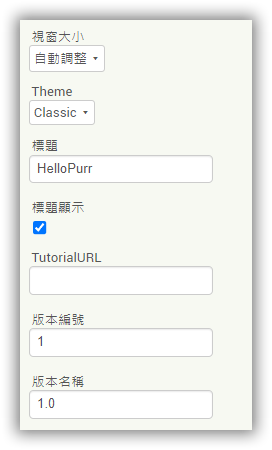 視窗大小
自動調整
Theme
Classic
標題
HelloPurr
標題顯示
TutorialURL
版本編號
1
版本名稱
1.0